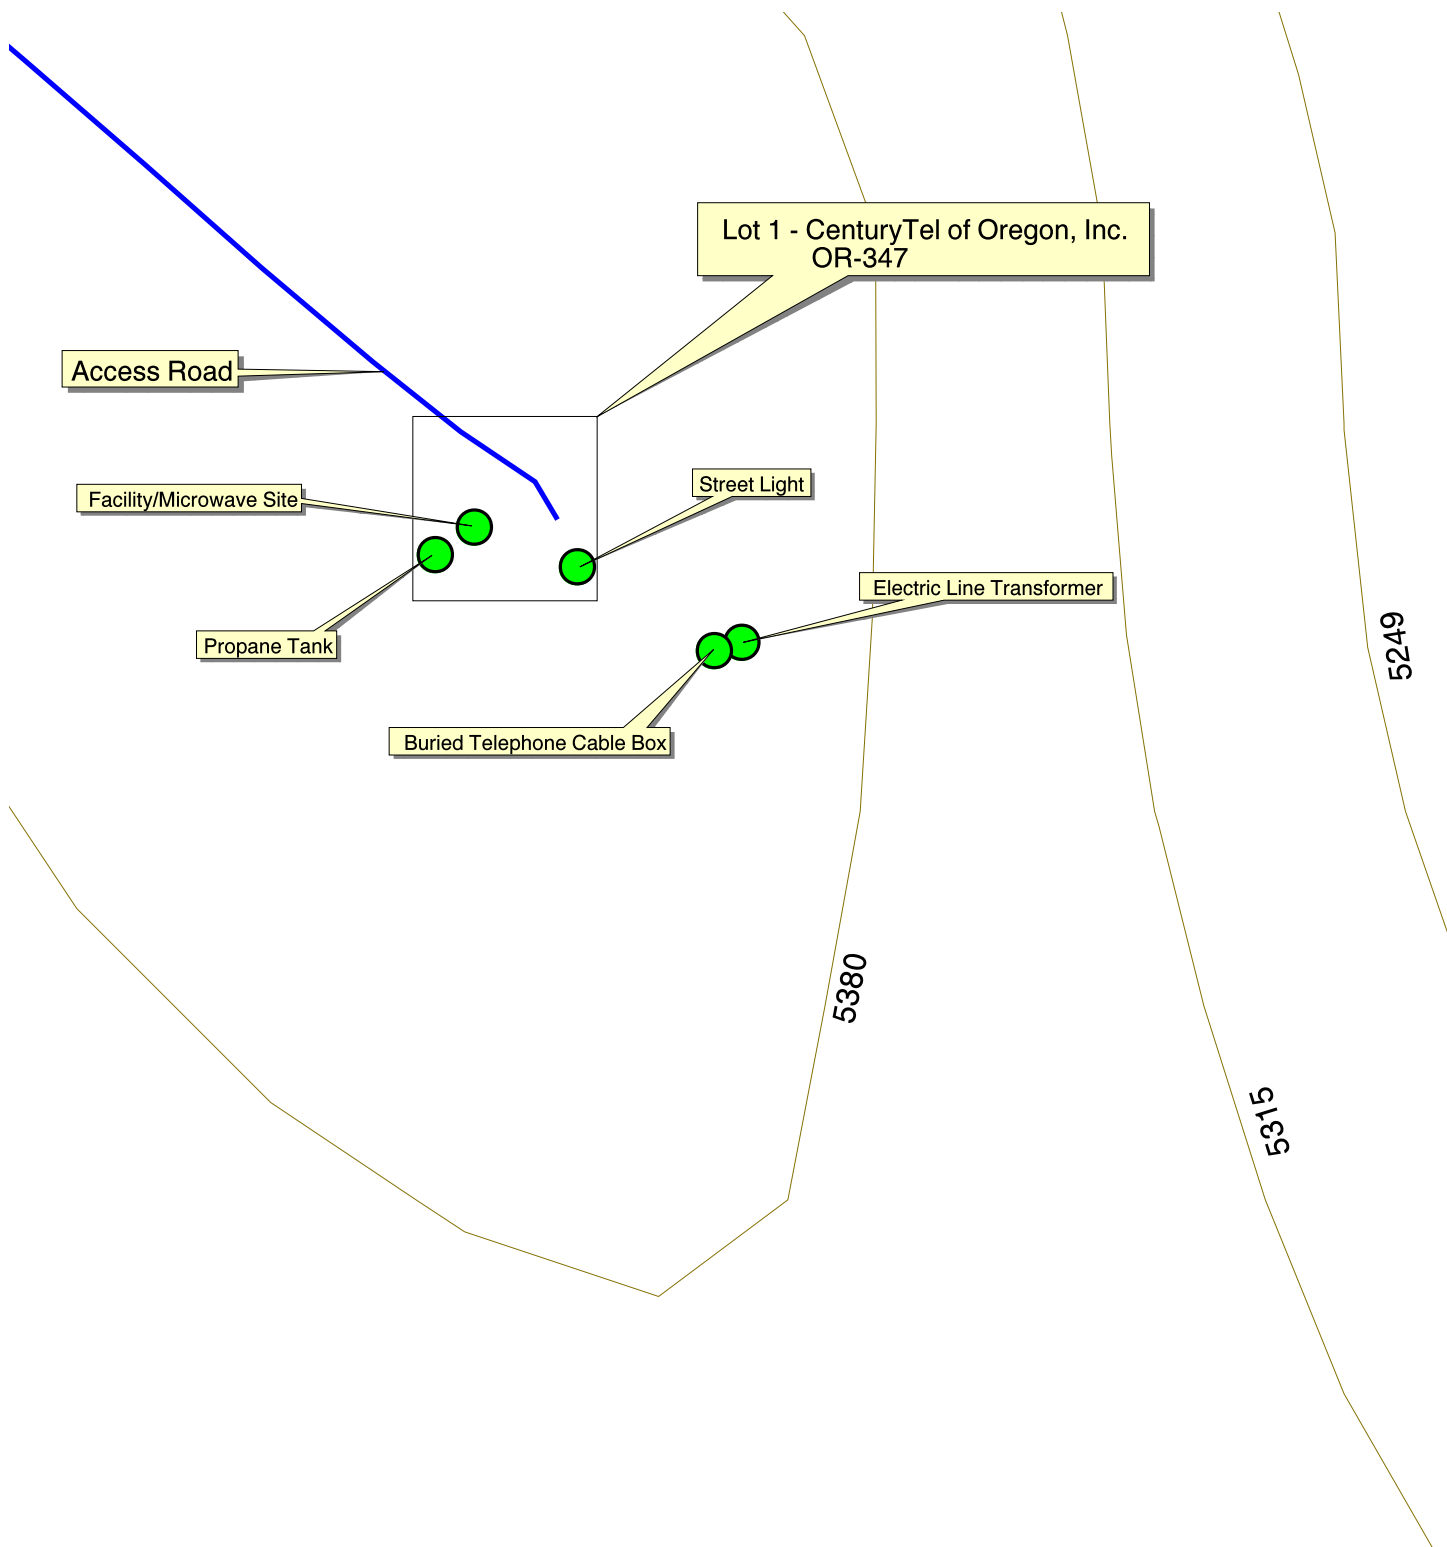 Lot 1 - CenturyTel of Oregon, Inc.
OR-347
Access Road
Street Light
Facility/Microwave Site
Electric Line Transformer
Propane Tank
5249
Buried Telephone Cable Box
5380
5315